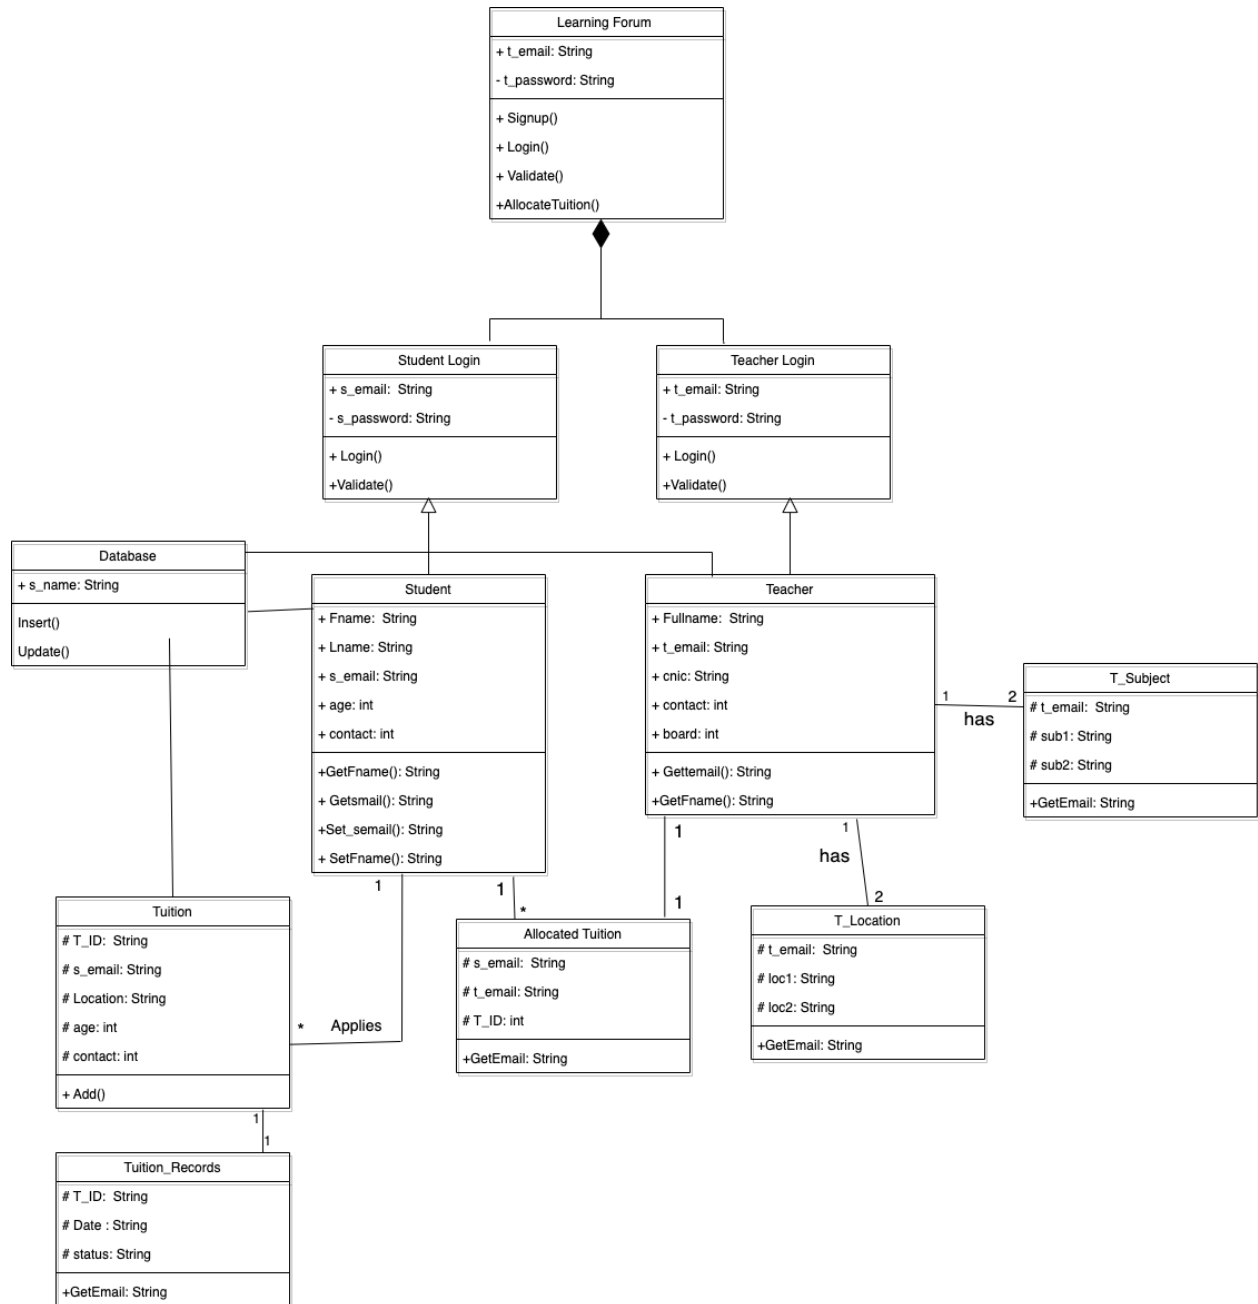 Learning Forum
+ t_email: String
- t_password: String
+ Signup()
+ Login()
+ Validate()
+AllocateTuition()
Student Login
+ s_email:  String
- s_password: String
+ Login()
+Validate()
Teacher Login
+ t_email: String
- t_password: String
+ Login()
+Validate()
Database
+ s_name: String
Insert()
Update()
Student
+ Fname:  String
+ Lname: String
+ s_email: String
+ age: int
+ contact: int
+GetFname(): String
+ Getsmail(): String
+Set_semail(): String
+ SetFname(): String
Teacher
+ Fullname:  String
+ t_email: String
+ cnic: String
+ contact: int
+ board: int
+ Gettemail(): String
+GetFname(): String
1
2
has
T_Subject
# t_email:  String
# sub1: String
# sub2: String
+GetEmail: String
1
1
*
1
1
1
has
2
Tuition
# T_ID:  String
# s_email: String
# Location: String
# age: int
# contact: int
+ Add()
* Applies
Allocated Tuition
# s_email:  String
# t_email: String
# T_ID: int
+GetEmail: String
T_Location
# t_email:  String
# loc1: String
# loc2: String
+GetEmail: String
1
1
Tuition_Records
# T_ID:  String
# Date : String
# status: String
+GetEmail: String